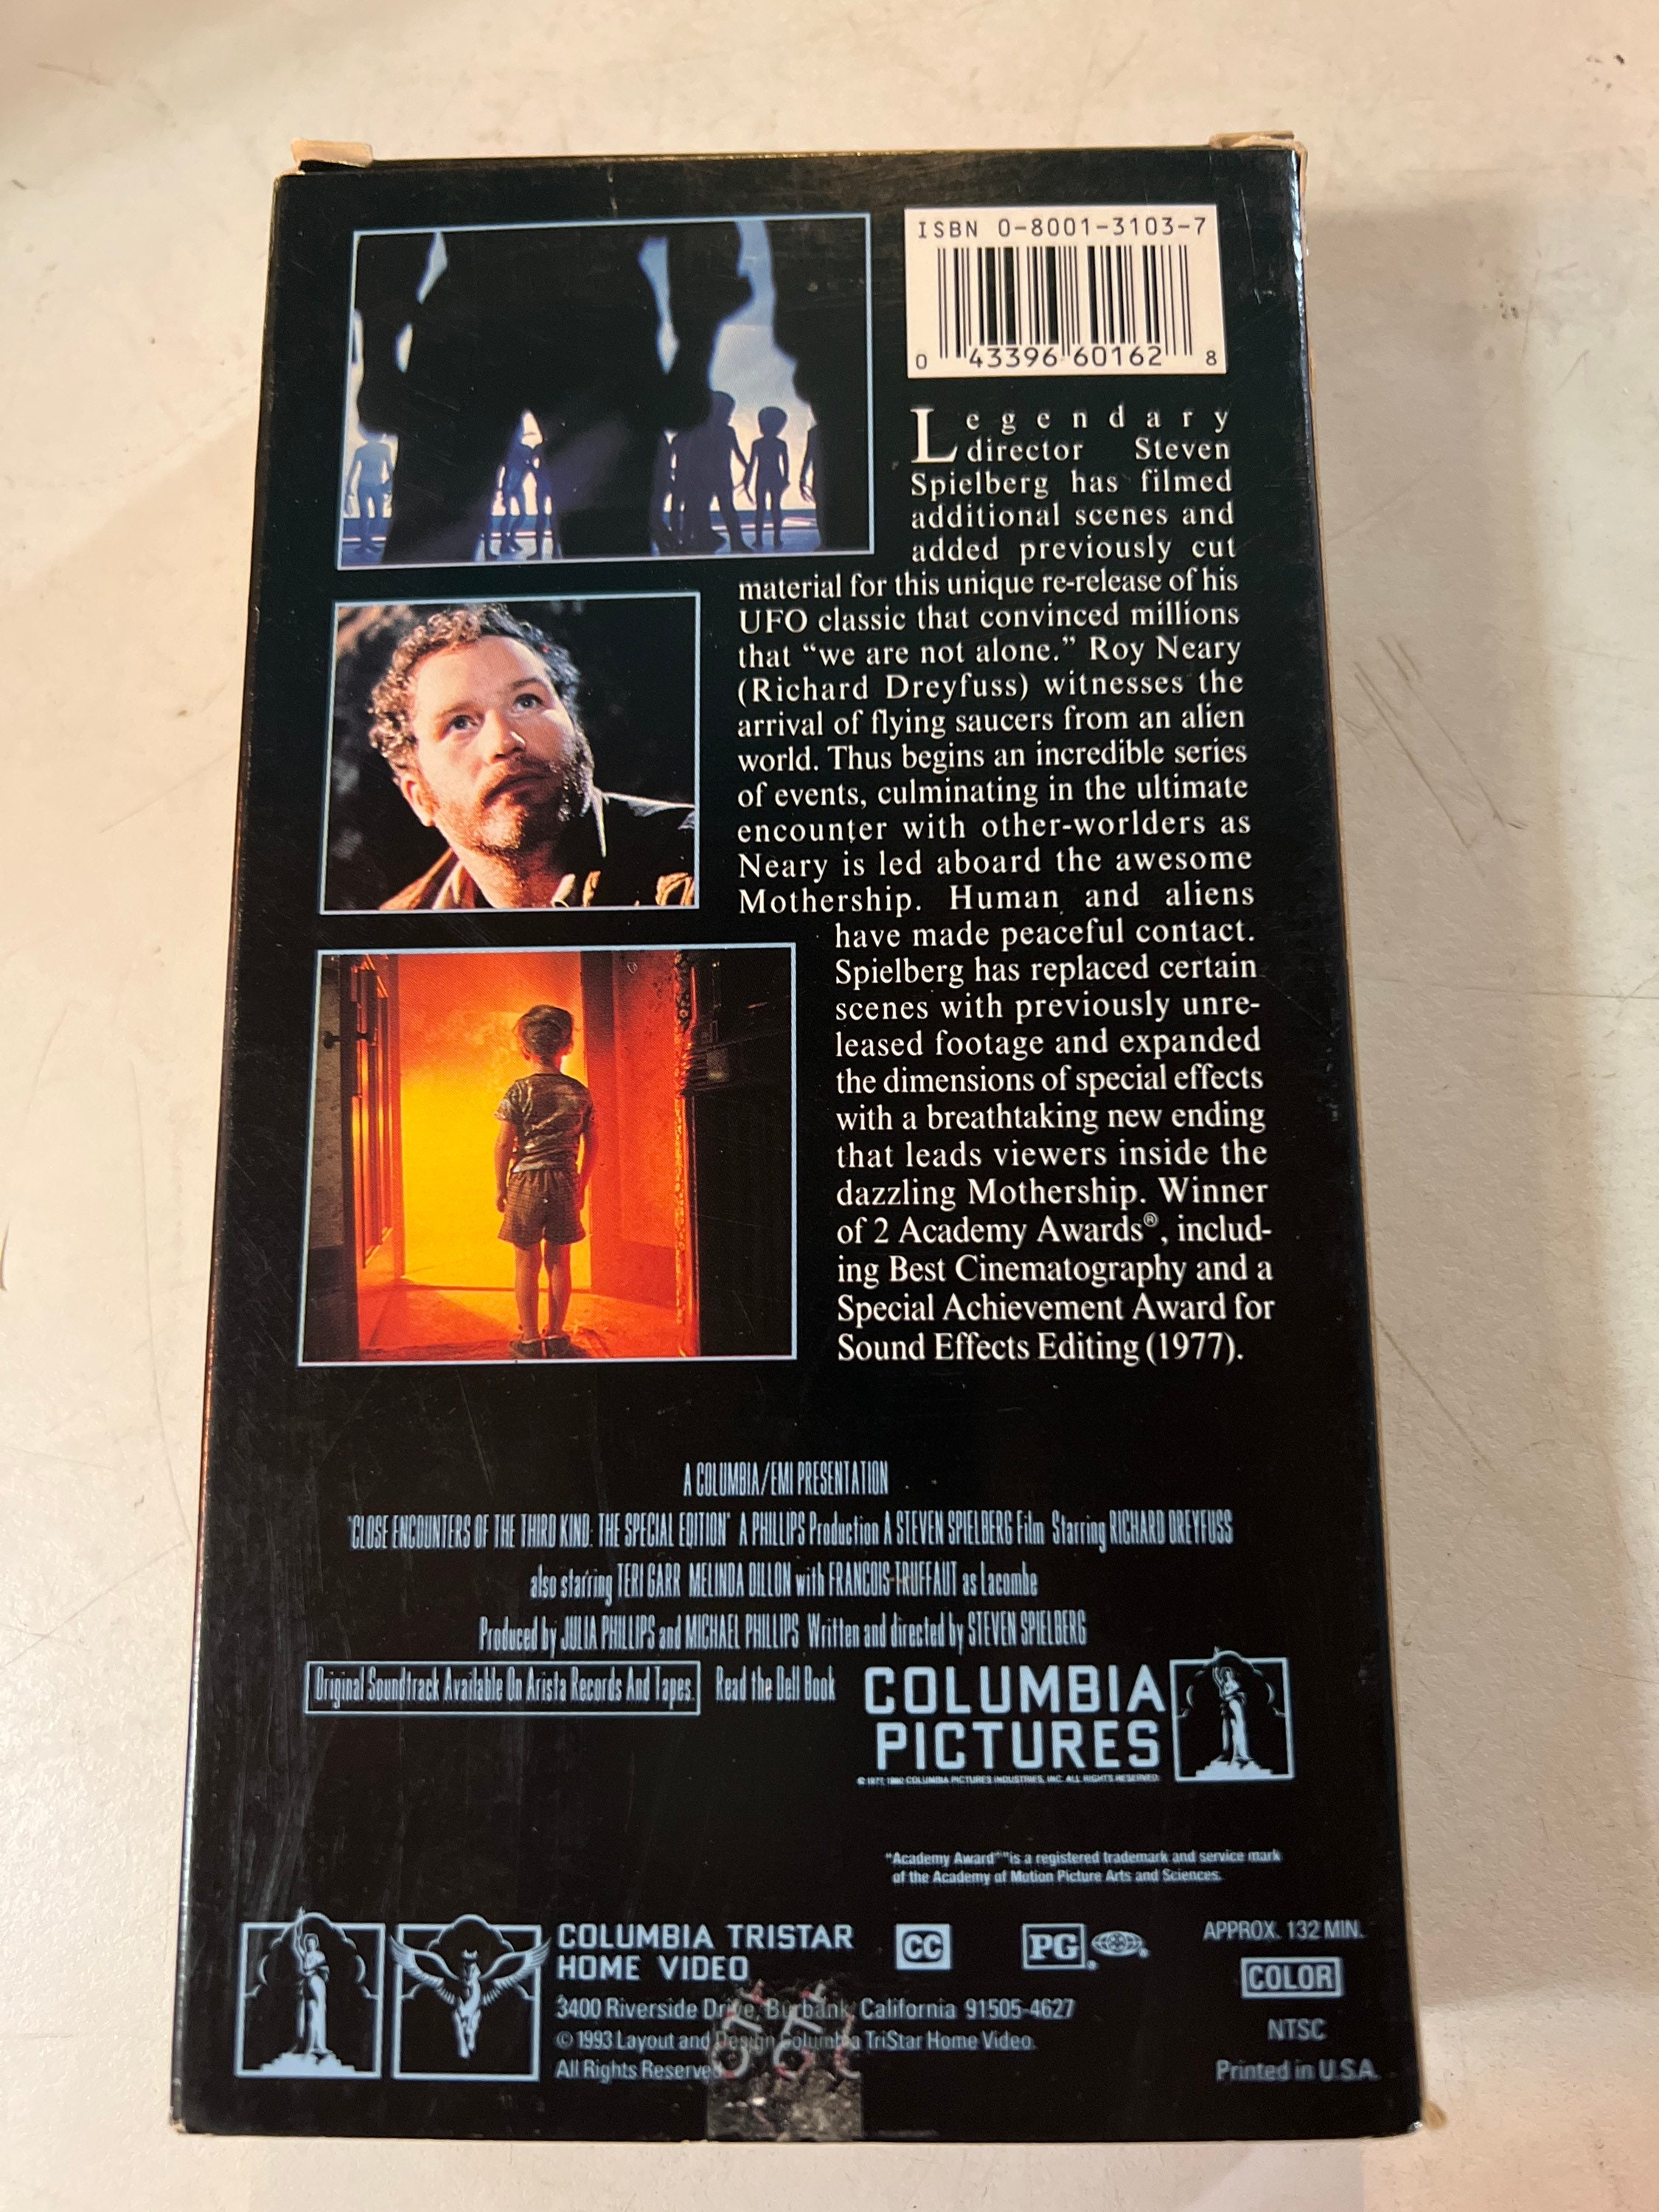 ISBN 0-8001-3103-7
0 43396 60162 8
Legendary
director Steven
Spielberg has filmed
additional scenes and
added previously cut
material for this unique re-release of his
UFO classic that convinced millions
that “we are not alone.” Roy Neary
(Richard Dreyfuss) witnesses the
arrival of flying saucers from an alien
world. Thus begins an incredible series
of events, culminating in the ultimate
encounter with other-worlders as
Neary is led aboard the awesome
Mothership. Human and aliens
have made peaceful contact.
Spielberg has replaced certain
scenes with previously unre-
leased footage and expanded
the dimensions of special effects
with a breathtaking new ending
that leads viewers inside the
dazzling Mothership. Winner
of 2 Academy Awards®, includ-
ing Best Cinematography and a
Special Achievement Award for
Sound Effects Editing (1977).
A COLUMBIA/EMI PRESENTATION
"CLOSE ENCOUNTERS OF THE THIRD KIND: THE SPECIAL EDITION" A PHILLIPS Production A STEVEN SPIELBERG Film Starring RICHARD DREYFUSS
also starring TERI GARR MELINDA DILLON with FRANCOIS TRUFFAUT as Lacombe
Produced by JULIA PHILLIPS and MICHAEL PHILLIPS Written and directed by STEVEN SPIELBERG
Original Soundtrack Available On Arista Records And Tapes.
Read the Dell Book
COLUMBIA
PICTURES
© 1977, 1980 COLUMBIA PICTURES INDUSTRIES, INC. ALL RIGHTS RESERVED.
"Academy Award®" is a registered trademark and service mark
of the Academy of Motion Picture Arts and Sciences.
COLUMBIA TRISTAR
HOME VIDEO
3400 Riverside Drive, Burbank, California 91505-4627
© 1993 Layout and Design Columbia TriStar Home Video.
All Rights Reserved
CC
PG
APPROX. 132 MIN.
COLOR
NTSC
Printed in U.S.A.